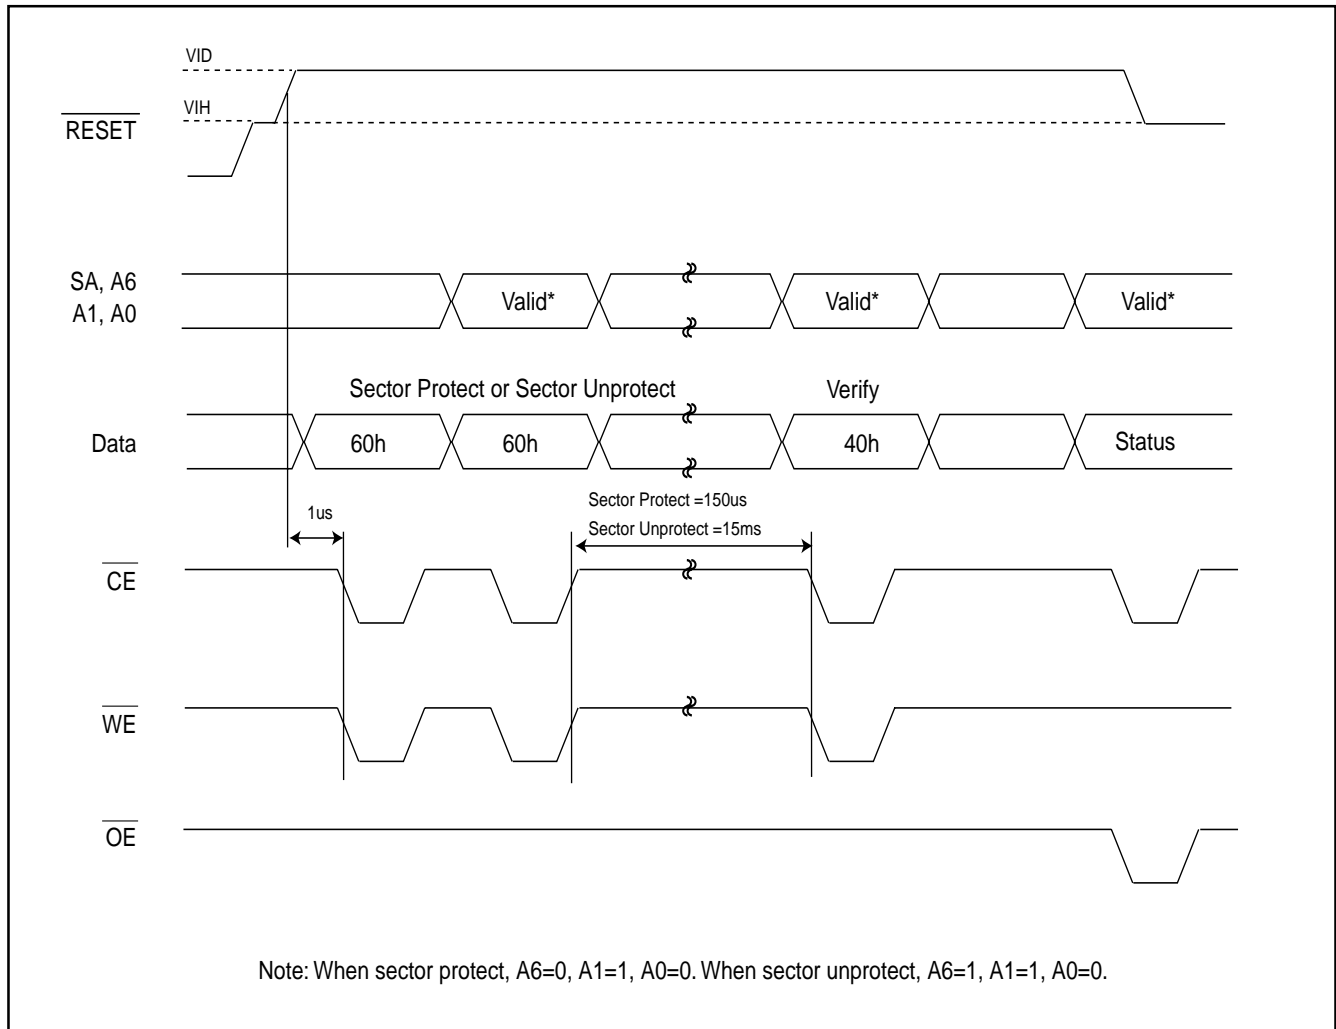 VID
VIH
RESET
SA, A6
A1, A0
Valid*
Valid*
Valid*
Sector Protect or Sector Unprotect
Verify
Data
60h
60h
40h
Status
1us
Sector Protect =150us
Sector Unprotect =15ms
CE
WE
OE
Note: When sector protect, A6=0, A1=1, A0=0. When sector unprotect, A6=1, A1=1, A0=0.